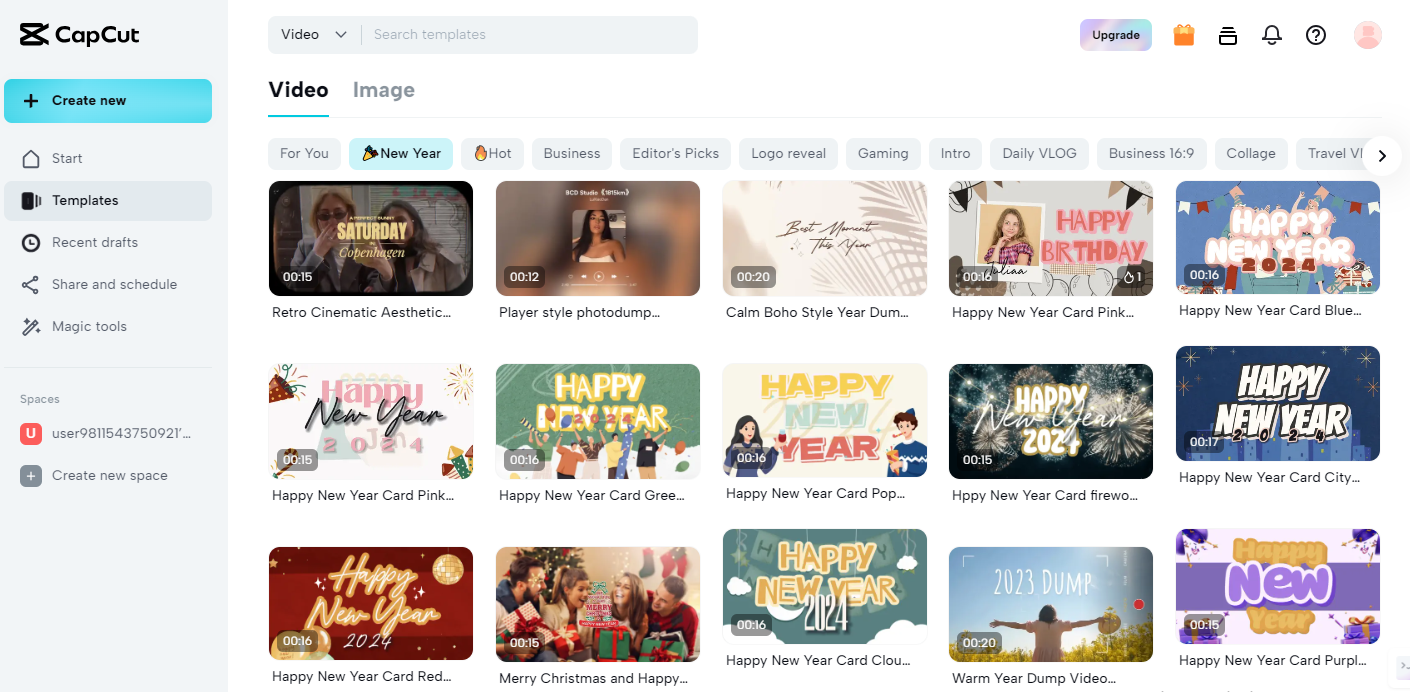 CapCut
Video
Search templates
Upgrade
Create new
Start
Templates
Recent drafts
Share and schedule
Magic tools
Spaces
U
user9811543750921'...
Create new space
Video
Image
For You
New Year
Hot
Business
Editor's Picks
Logo reveal
Gaming
Intro
Daily VLOG
Business 16:9
Collage
Travel
A PERFECT SUNNY
SATURDAY
Copenhagen
00:15
Retro Cinematic Aesthetic...
BCD Studio
00:12
Player style photodump...
Best Moment
This Year
00:20
Calm Boho Style Year Dum...
HAPPY
BIRTHDAY
00:16
1
Happy New Year Card Pink...
HAPPY
NEW YEAR
2024
00:16
Happy New Year Card Blue...
Happy
New Year
2024
Jan
00:15
Happy New Year Card Pink...
HAPPY
NEW YEAR
2024
00:16
Happy New Year Card Gree...
HAPPY
NEW
YEAR
00:16
Happy New Year Card Pop...
HAPPY
New Year
2024
00:15
Hppy New Year Card firewo...
HAPPY
NEW YEAR
2024
00:17
Happy New Year Card City...
Happy
New Year
2024
00:16
Happy New Year Card Red...
MERRY
CHRISTMAS
00:15
Merry Christmas and Happy...
HAPPY
NEW YEAR
2024
00:16
Happy New Year Card Clou...
2023 DUMP
00:20
Warm Year Dump Video...
Happy
New
Year
00:15
Happy New Year Card Purpl...